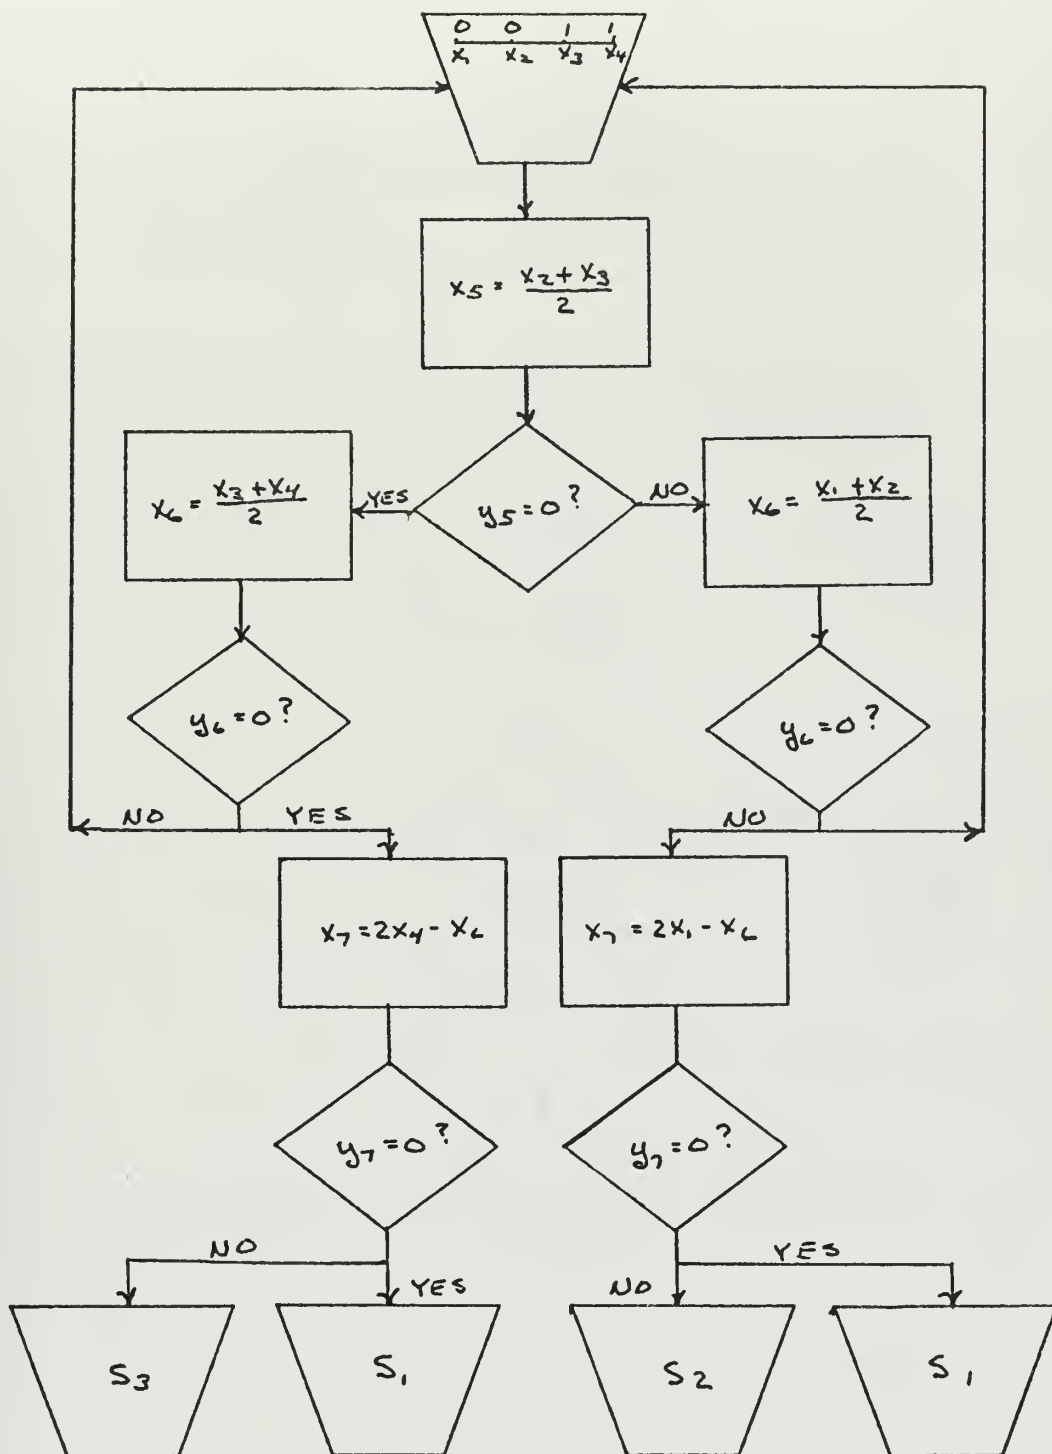 0 0 1 1
x₁ x₂ x₃ x₄
x₅ = (x₂ + x₃)/2
x₆ = (x₃ + x₄)/2
YES
y₅ = 0 ?
NO
x₆ = (x₁ + x₂)/2
y₆ = 0 ?
y₆ = 0 ?
NO
YES
NO
x₇ = 2x₄ - x₆
x₇ = 2x₁ - x₆
y₇ = 0 ?
y₇ = 0 ?
NO
YES
NO
YES
S₃
S₁
S₂
S₁